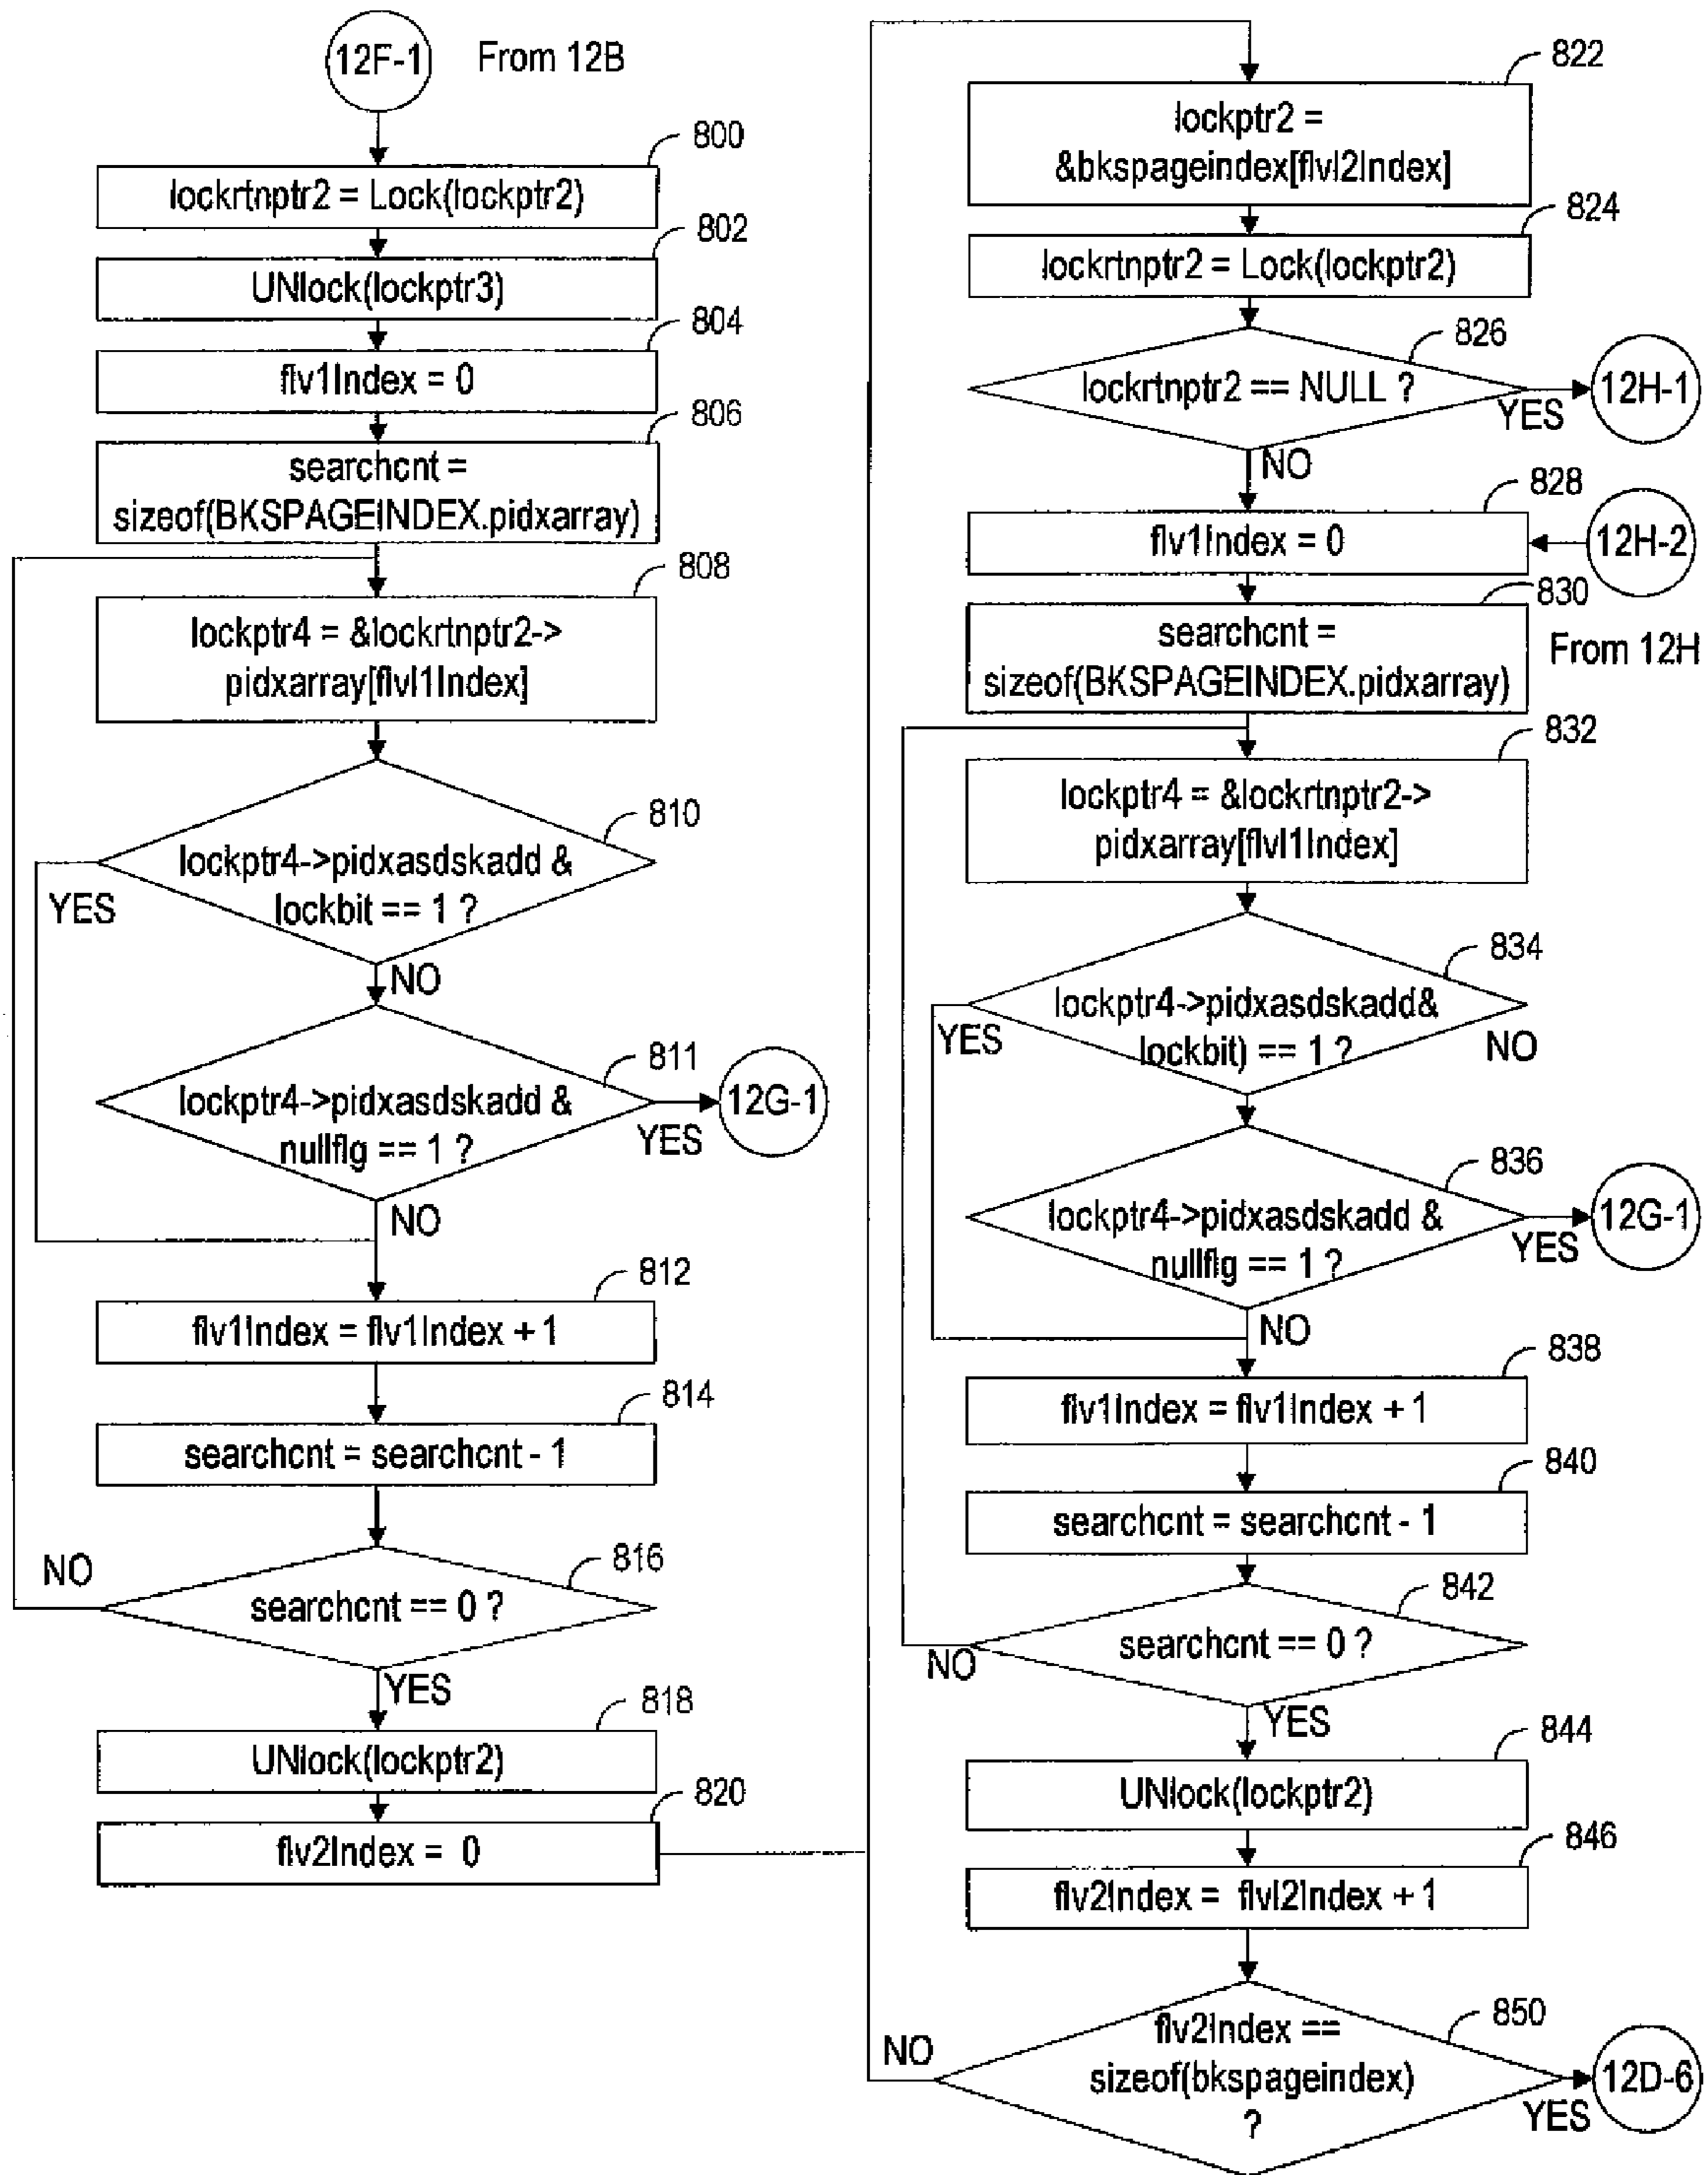 12F-1 From 12B
800
lockrtnptr2 = Lock(lockptr2)
802
UNlock(lockptr3)
804
flv1Index = 0
806
searchcnt =
sizeof(BKSPAGEINDEX.pidxarray)
808
lockptr4 = &lockrtnptr2->
pidxarray[flvl1Index]
810
lockptr4->pidxasdskadd &
lockbit == 1 ?
YES
NO
811
lockptr4->pidxasdskadd &
nullflg == 1 ?
YES
12G-1
NO
812
flv1Index = flv1Index + 1
814
searchcnt = searchcnt - 1
816
searchcnt == 0 ?
NO
YES
818
UNlock(lockptr2)
820
flv2Index = 0
822
lockptr2 =
&bkspageindex[flvl2Index]
824
lockrtnptr2 = Lock(lockptr2)
826
lockrtnptr2 == NULL ?
YES
12H-1
NO
828
flv1Index = 0
12H-2
From 12H
830
searchcnt =
sizeof(BKSPAGEINDEX.pidxarray)
832
lockptr4 = &lockrtnptr2->
pidxarray[flvl1Index]
834
lockptr4->pidxasdskadd&
lockbit) == 1 ?
YES
NO
836
lockptr4->pidxasdskadd &
nullflg == 1 ?
YES
12G-1
NO
838
flv1Index = flv1Index + 1
840
searchcnt = searchcnt - 1
842
searchcnt == 0 ?
NO
YES
844
UNlock(lockptr2)
846
flv2Index = flvl2Index + 1
850
flv2Index ==
sizeof(bkspageindex)
?
NO
YES
12D-6